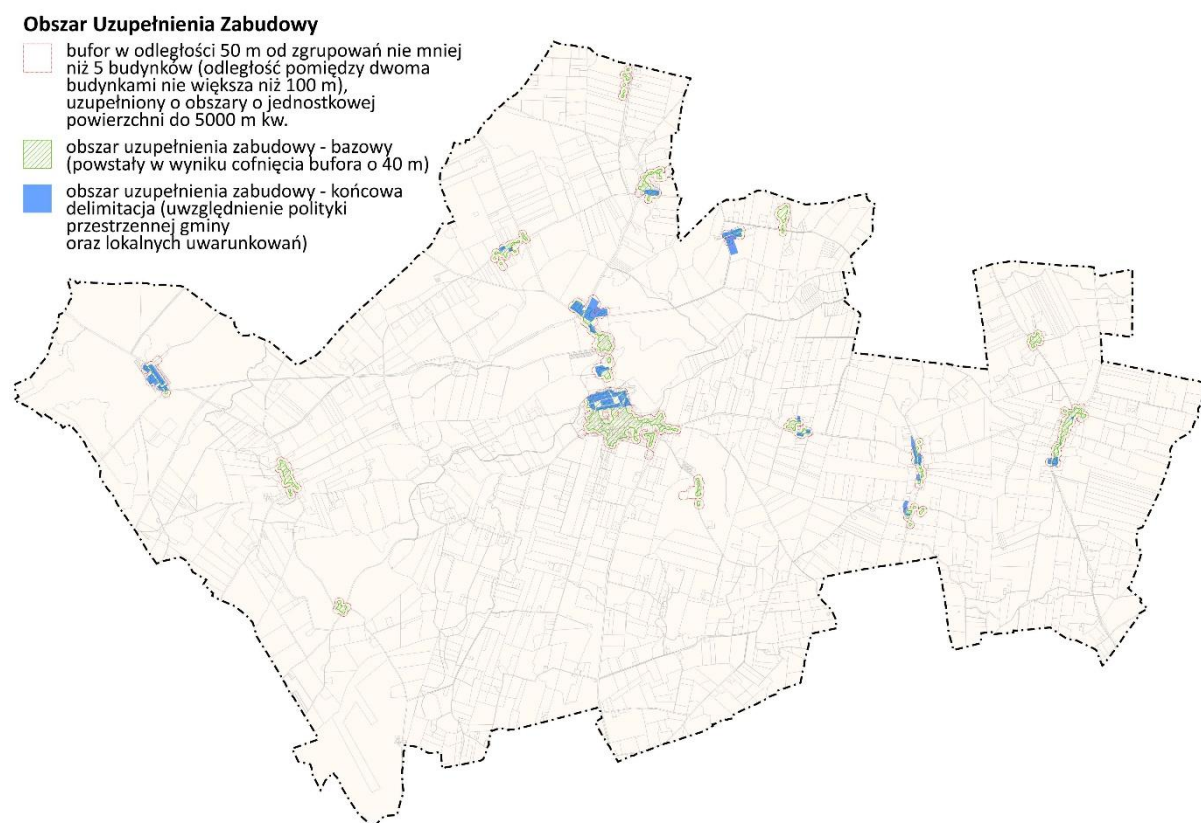 Obszar Uzupełnienia Zabudowy
bufor w odległości 50 m od zgrupowań nie mniej
niż 5 budynków (odległość pomiędzy dwoma
budynkami nie większa niż 100 m),
uzupełniony o obszary o jednostkowej
powierzchni do 5000 m kw.
obszar uzupełnienia zabudowy - bazowy
(powstały w wyniku cofnięcia bufora o 40 m)
obszar uzupełnienia zabudowy - końcowa
delimitacja (uwzględnienie polityki
przestrzennej gminy
oraz lokalnych uwarunkowań)